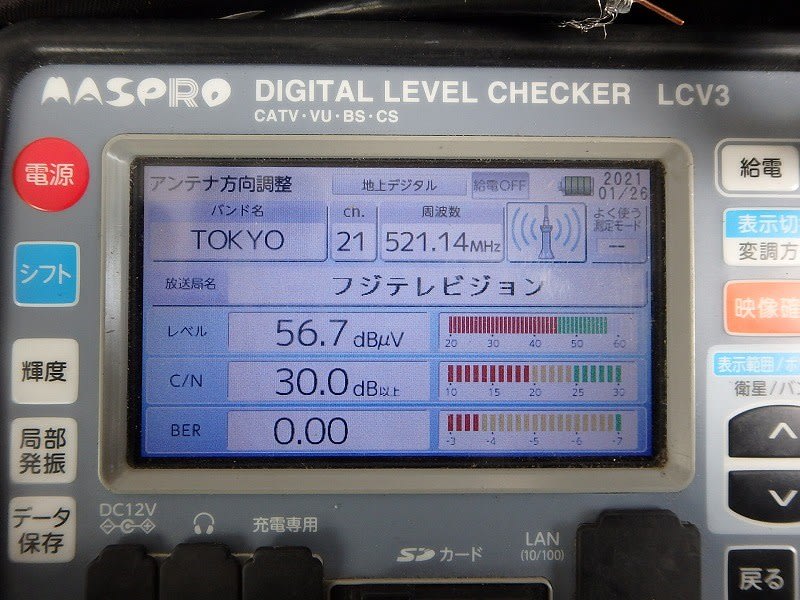 MASPRO DIGITAL LEVEL CHECKER LCV3
CATV・VU・BS・CS
電源
シフト
輝度
局部
発振
データ
保存
アンテナ方向調整
地上デジタル
給電OFF
2021
01/26
バンド名
TOKYO
ch.
21
周波数
521.14MHz
よく使う
測定モード
--
放送局名
フジテレビジョン
レベル
56.7 dBμV
20 30 40 50 60
C/N
30.0 dB以上
10 15 20 25 30
BER
0.00
-3 -4 -5 -6 -7
給電
表示切
変調方
映像確
表示範囲/ポ
衛星/バン
戻る
DC12V
充電専用
SDカード
LAN
(10/100)